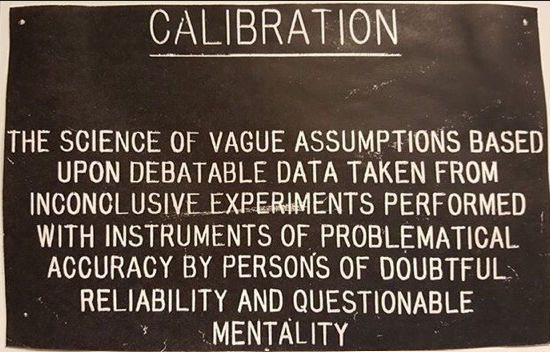 CALIBRATION
THE SCIENCE OF VAGUE ASSUMPTIONS BASED
UPON DEBATABLE DATA TAKEN FROM
INCONCLUSIVE EXPERIMENTS PERFORMED
WITH INSTRUMENTS OF PROBLEMATICAL
ACCURACY BY PERSONS OF DOUBTFUL
RELIABILITY AND QUESTIONABLE
MENTALITY